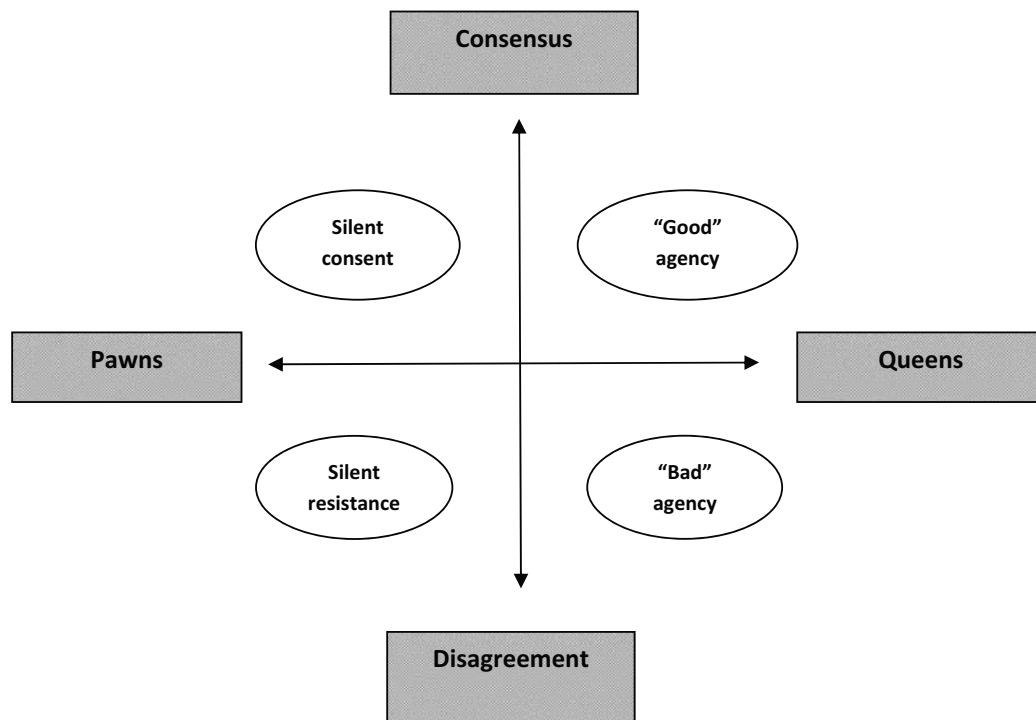 Consensus
Silent
consent
“Good”
agency
Pawns
Queens
Silent
resistance
“Bad”
agency
Disagreement